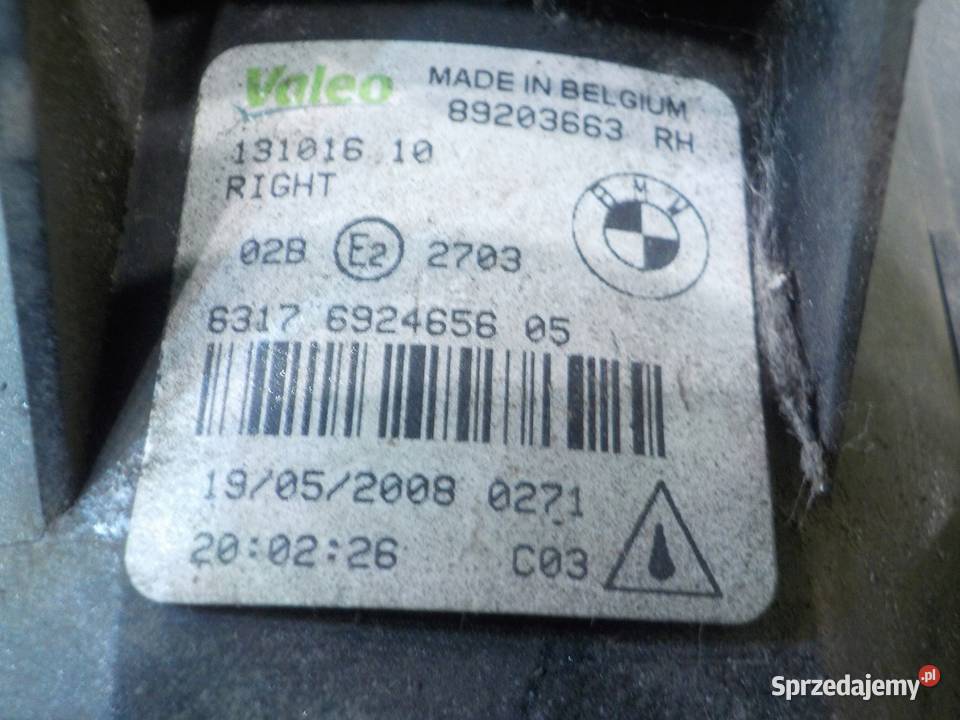 Valeo MADE IN BELGIUM
89203663 RH
131016 10
RIGHT
BMW
02B E2 2703
6317 6924656 05
19/05/2008 0271
20:02:26 C03
Sprzedajemy.pl